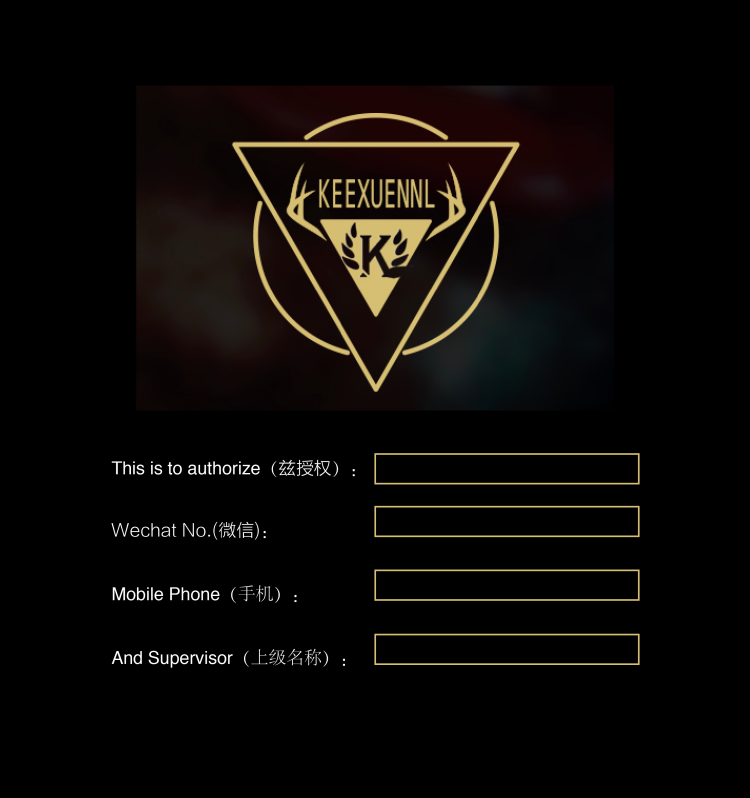 KEEXUENNL
K
This is to authorize（兹授权）：
Wechat No.(微信)：
Mobile Phone（手机）：
And Supervisor（上级名称）：